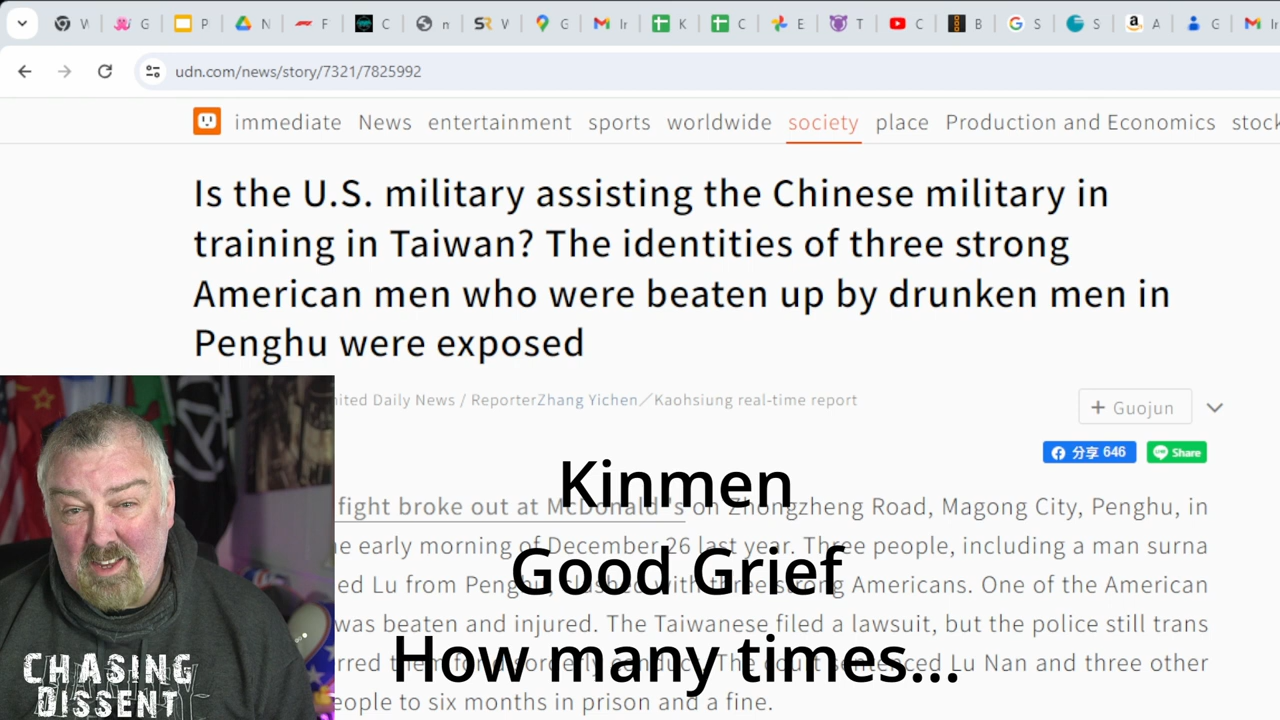 W G P N F C n V G Ir K C E T C B S S A G Ir
udn.com/news/story/7321/7825992
immediate News entertainment sports worldwide society place Production and Economics stock
Is the U.S. military assisting the Chinese military in
training in Taiwan? The identities of three strong
American men who were beaten up by drunken men in
Penghu were exposed
nited Daily News / ReporterZhang Yichen／Kaohsiung real-time report
+ Guojun
分享 646 Share
fight broke out at McDonald 's on Zhongzheng Road, Magong City, Penghu, in
he early morning of December 26 last year. Three people, including a man surna
ed Lu from Penghu, clashed with three strong Americans. One of the American
was beaten and injured. The Taiwanese filed a lawsuit, but the police still trans
rred them for disorderly conduct. The court sentenced Lu Nan and three other
eople to six months in prison and a fine.
Kinmen
Good Grief
How many times...
CHASING
DISSENT